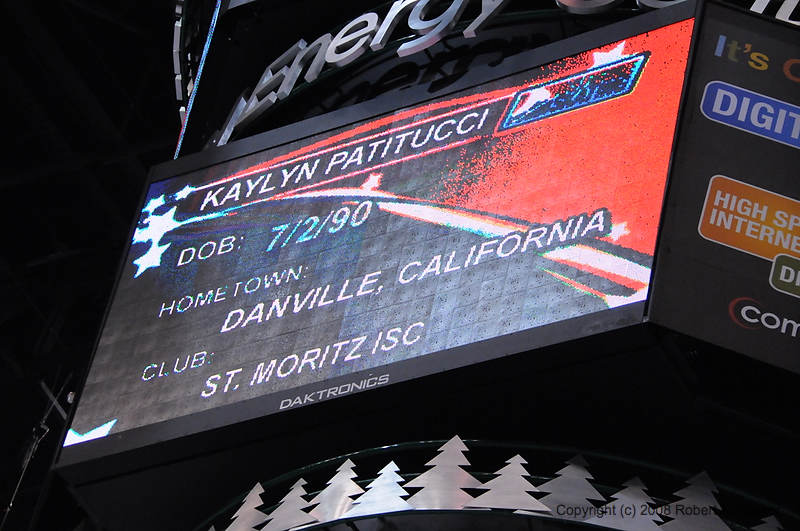 Energy
KAYLYN PATITUCCI
DOB: 7/2/90
HOMETOWN:
DANVILLE, CALIFORNIA
CLUB:
ST. MORITZ ISC
DAKTRONICS
It's
DIGIT
HIGH SP
INTERNE
com
Copyright (c) 2008 Robert